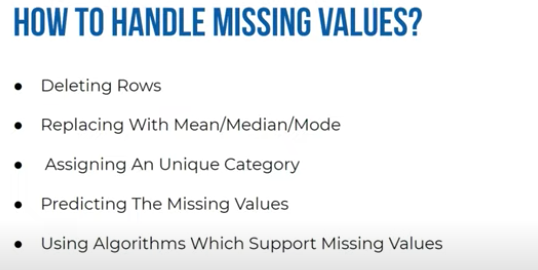 HOW TO HANDLE MISSING VALUES?
● Deleting Rows
● Replacing With Mean/Median/Mode
● Assigning An Unique Category
● Predicting The Missing Values
● Using Algorithms Which Support Missing Values